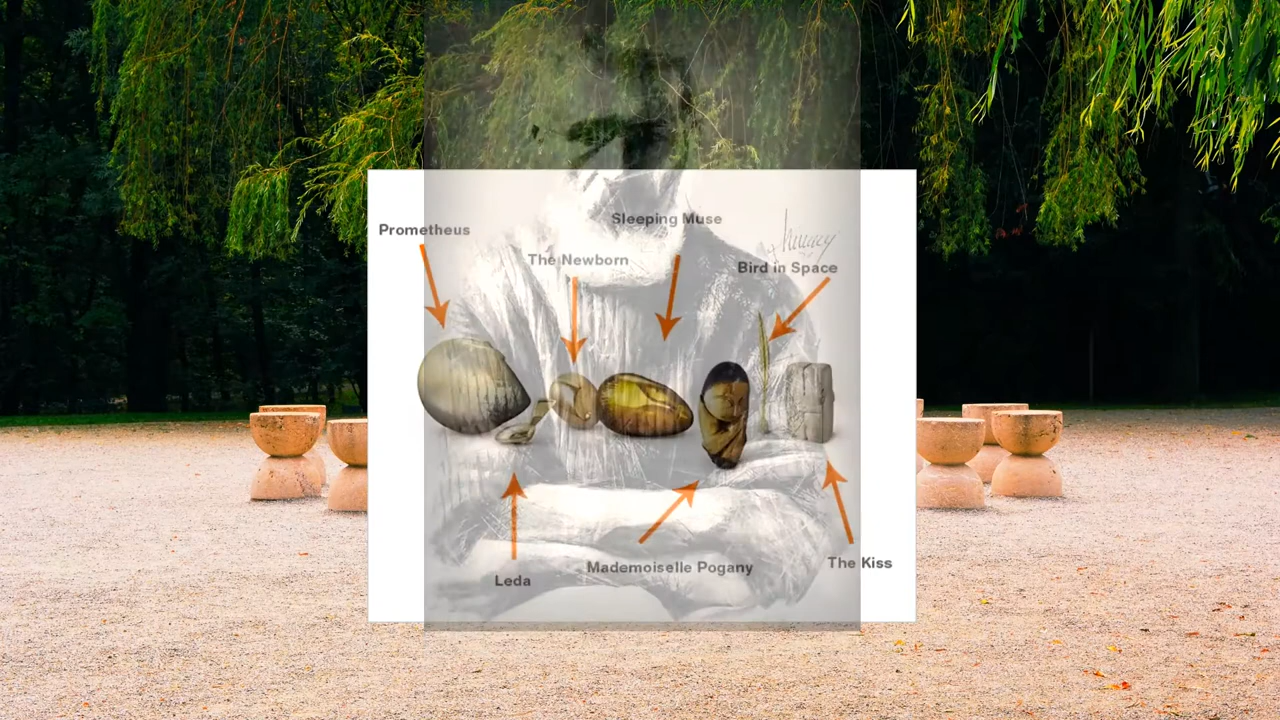 Sleeping Muse
Prometheus
The Newborn
Bird in Space
Mademoiselle Pogany
The Kiss
Leda